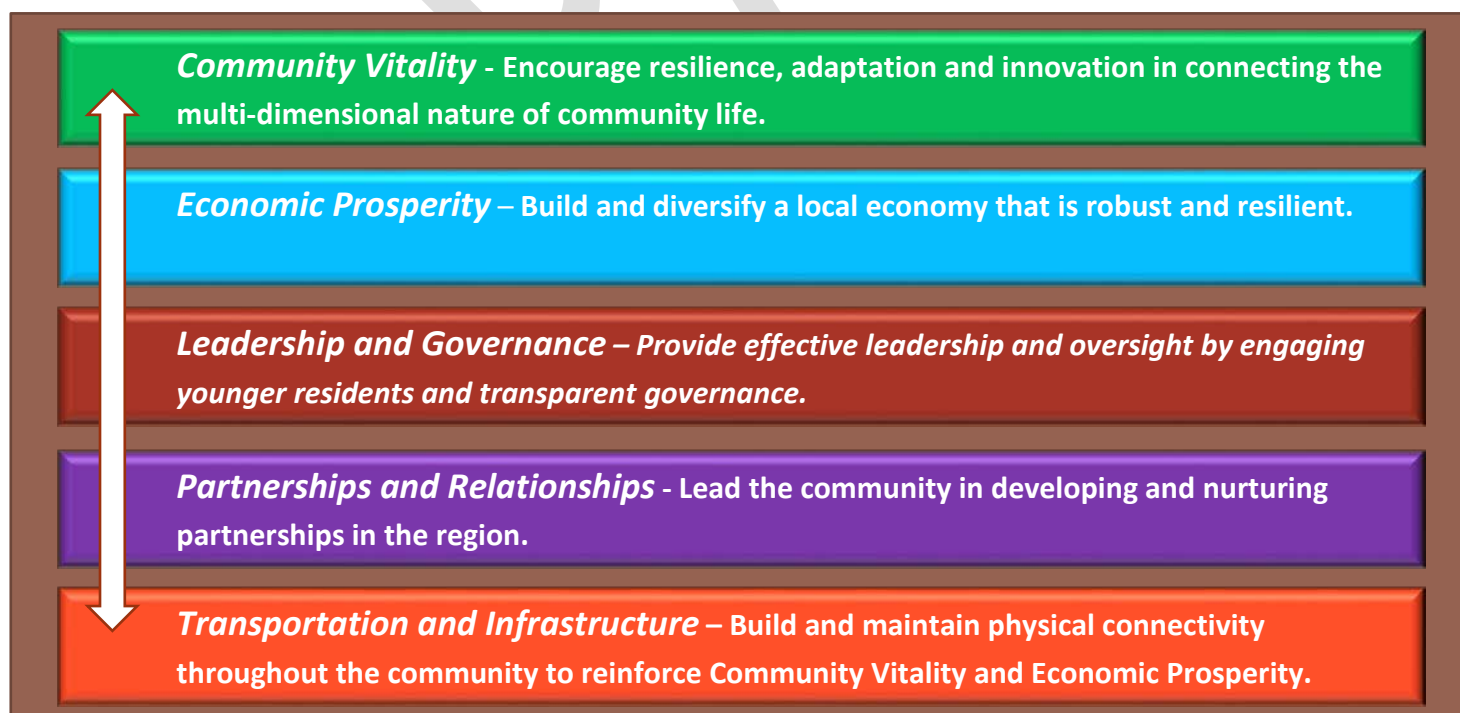 Community Vitality - Encourage resilience, adaptation and innovation in connecting the
multi-dimensional nature of community life.
Economic Prosperity – Build and diversify a local economy that is robust and resilient.
Leadership and Governance – Provide effective leadership and oversight by engaging
younger residents and transparent governance.
Partnerships and Relationships - Lead the community in developing and nurturing
partnerships in the region.
Transportation and Infrastructure – Build and maintain physical connectivity
throughout the community to reinforce Community Vitality and Economic Prosperity.